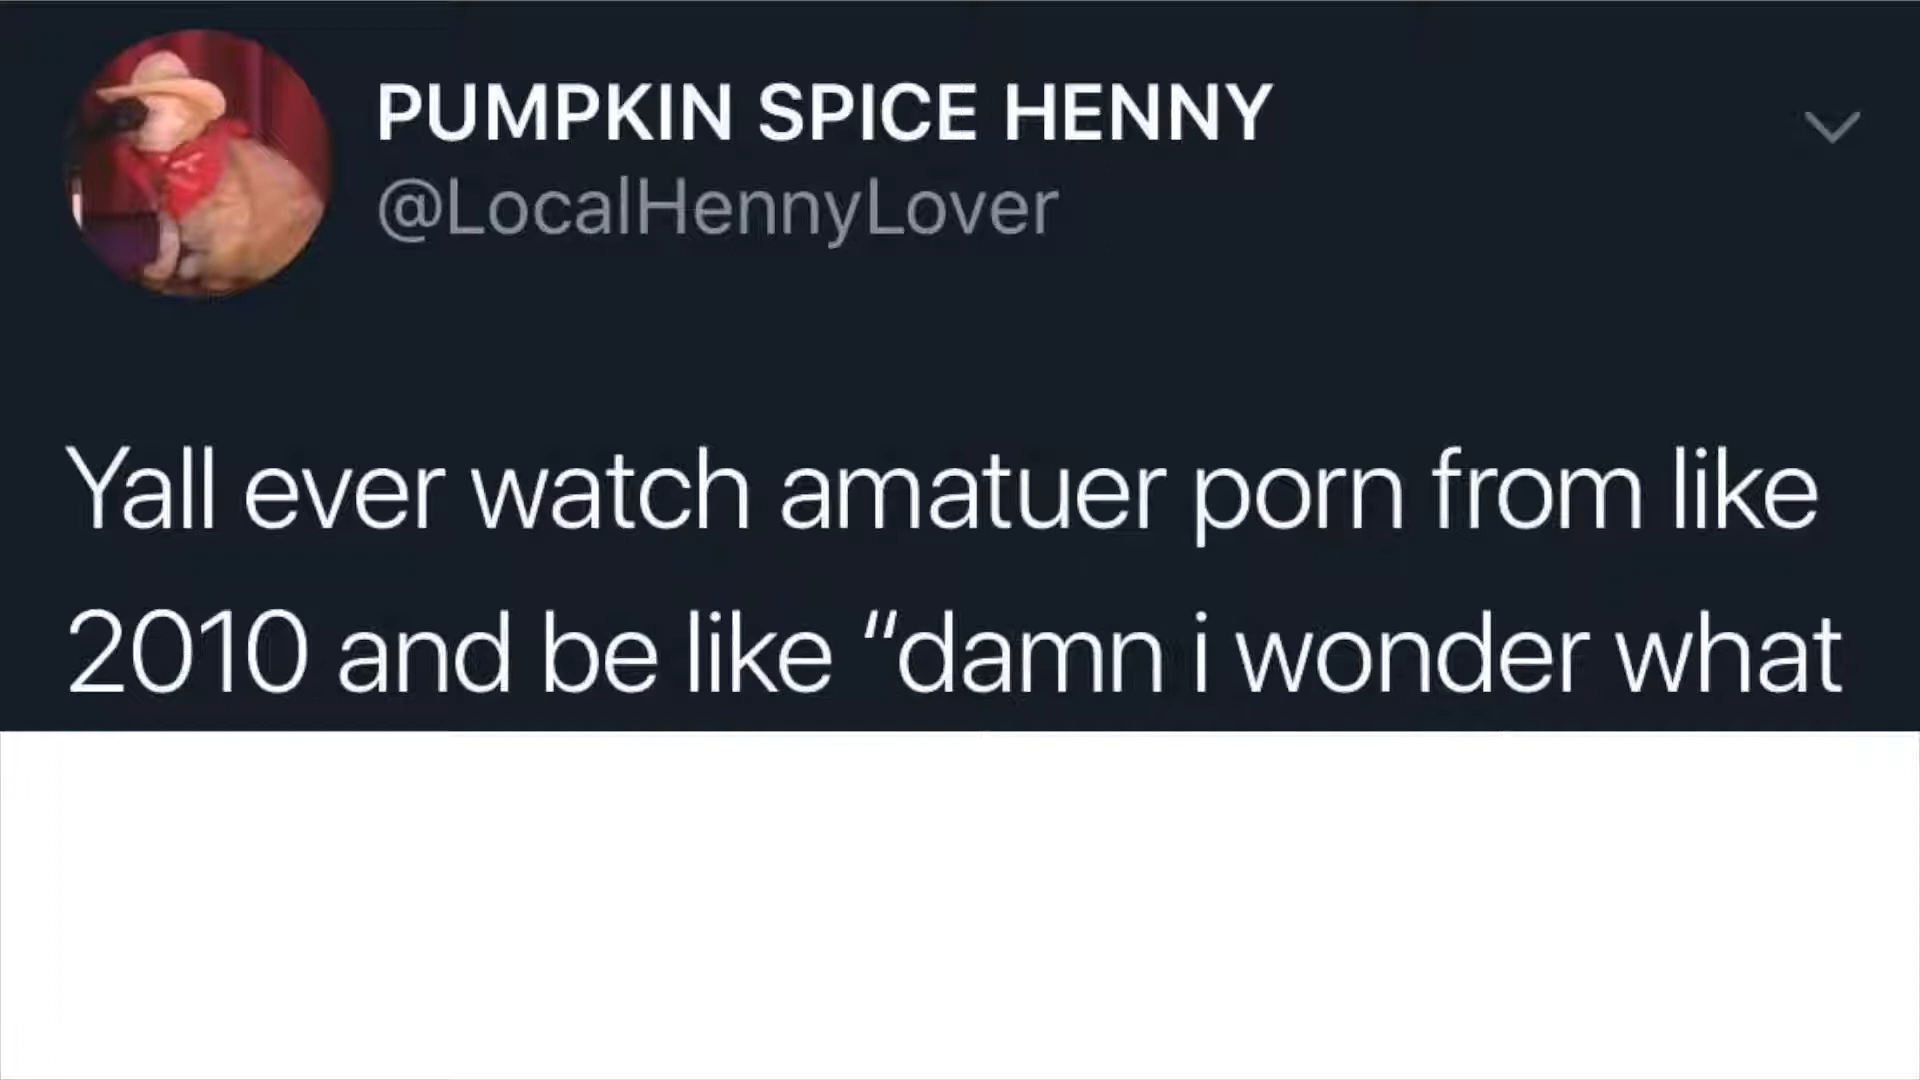 PUMPKIN SPICE HENNY
@LocalHennyLover
Yall ever watch amatuer porn from like
2010 and be like “damn i wonder what